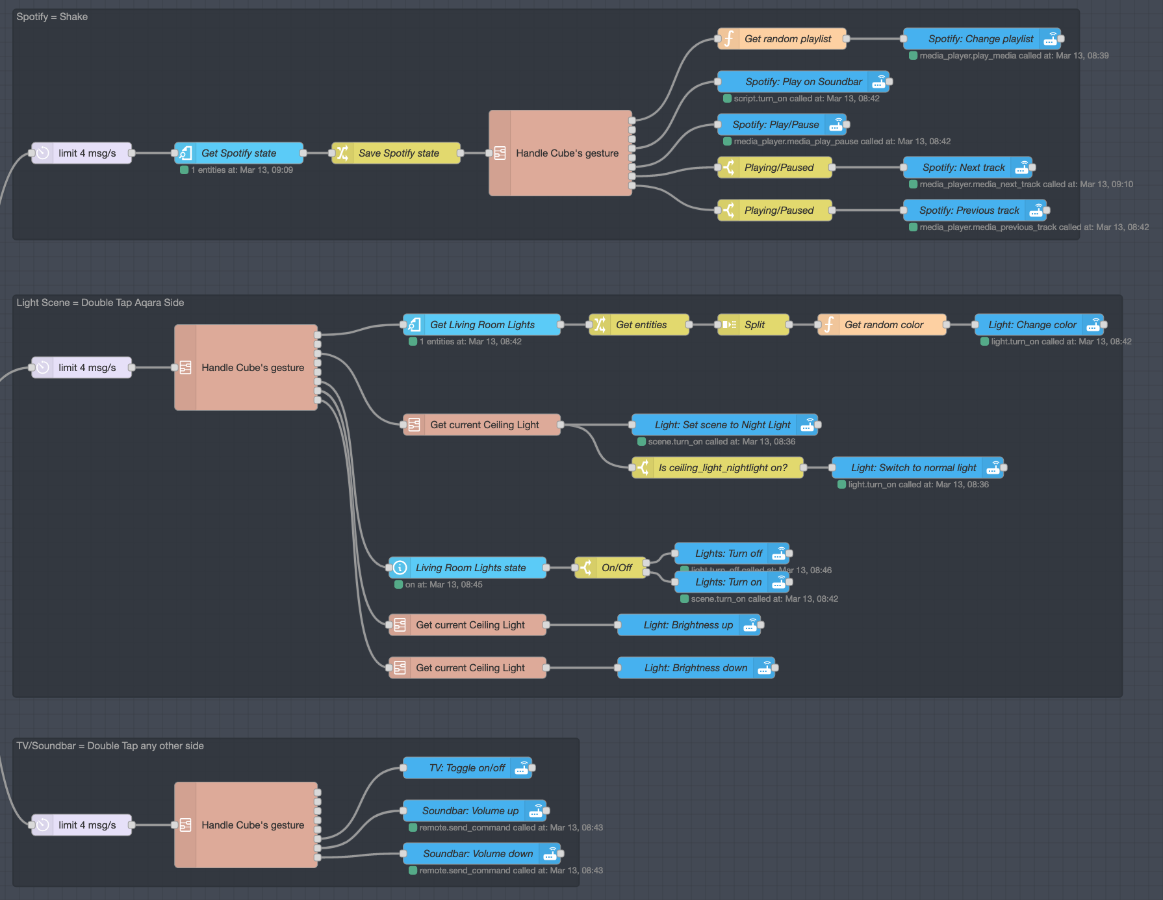 Spotify = Shake
Get random playlist
Spotify: Change playlist
media_player.play_media called at: Mar 13, 08:39
Spotify: Play on Soundbar
script.turn_on called at: Mar 13, 08:42
Spotify: Play/Pause
media_player.media_play_pause called at: Mar 13, 08:42
limit 4 msg/s
Get Spotify state
1 entities at: Mar 13, 09:09
Save Spotify state
Handle Cube's gesture
Playing/Paused
Spotify: Next track
media_player.media_next_track called at: Mar 13, 09:10
Playing/Paused
Spotify: Previous track
media_player.media_previous_track called at: Mar 13, 08:42
Light Scene = Double Tap Aqara Side
Get Living Room Lights
1 entities at: Mar 13, 08:42
Get entities
Split
Get random color
Light: Change color
light.turn_on called at: Mar 13, 08:42
limit 4 msg/s
Handle Cube's gesture
Get current Ceiling Light
Light: Set scene to Night Light
scene.turn_on called at: Mar 13, 08:36
Is ceiling_light_nightlight on?
Light: Switch to normal light
light.turn_on called at: Mar 13, 08:36
Living Room Lights state
on at: Mar 13, 08:45
On/Off
Lights: Turn off
light.turn_off called at: Mar 13, 08:46
Lights: Turn on
scene.turn_on called at: Mar 13, 08:42
Get current Ceiling Light
Light: Brightness up
Get current Ceiling Light
Light: Brightness down
TV/Soundbar = Double Tap any other side
TV: Toggle on/off
Soundbar: Volume up
remote.send_command called at: Mar 13, 08:43
limit 4 msg/s
Handle Cube's gesture
Soundbar: Volume down
remote.send_command called at: Mar 13, 08:43